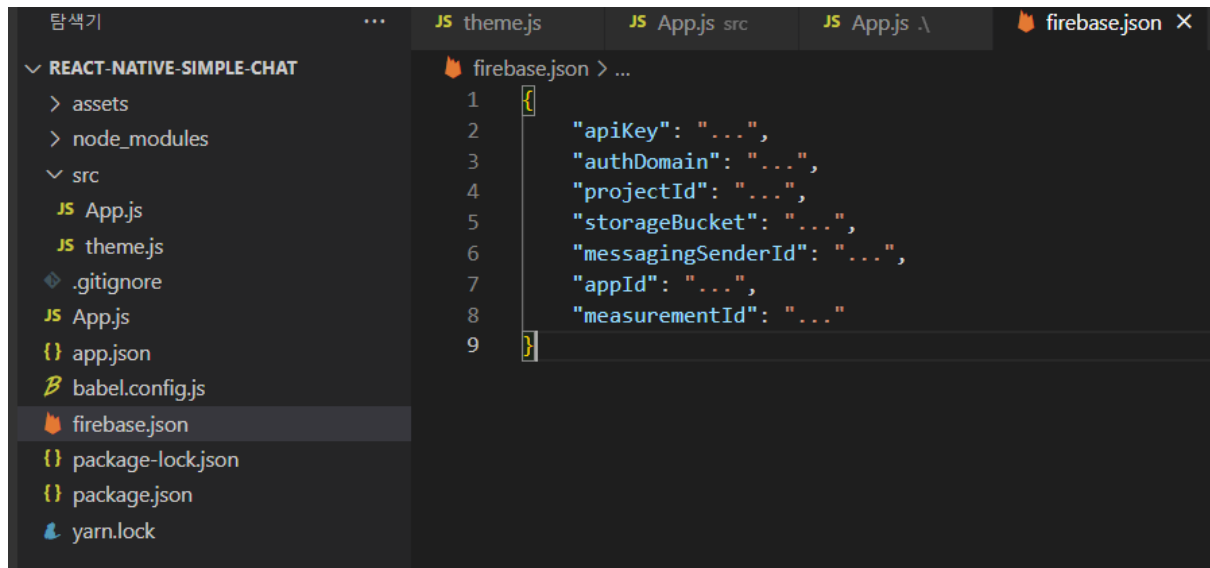 탐색기 ...
REACT-NATIVE-SIMPLE-CHAT
assets
node_modules
src
JS App.js
JS theme.js
.gitignore
JS App.js
{} app.json
babel.config.js
firebase.json
{} package-lock.json
{} package.json
yarn.lock
JS theme.js JS App.js src JS App.js .\ firebase.json ×
firebase.json > ...
1 {
2 "apiKey": "...",
3 "authDomain": "...",
4 "projectId": "...",
5 "storageBucket": "...",
6 "messagingSenderId": "...",
7 "appId": "...",
8 "measurementId": "..."
9 }